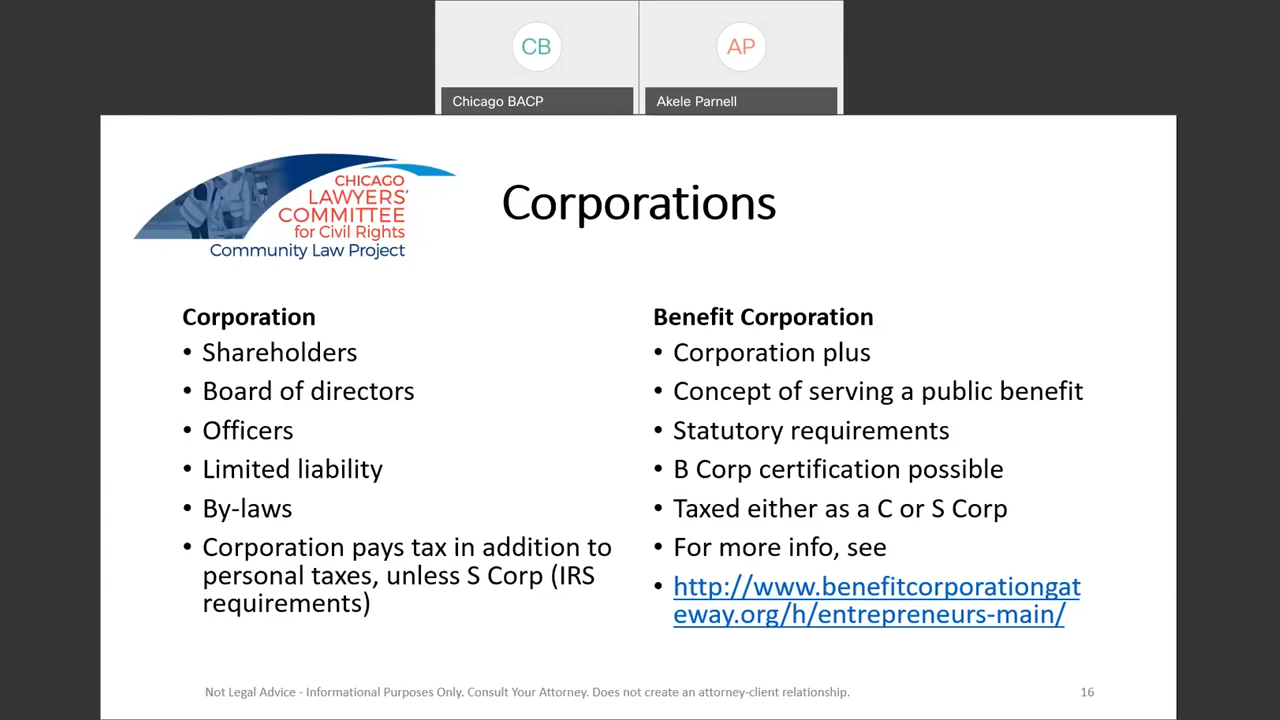 CB
AP
Chicago BACP
Akele Parnell
CHICAGO
LAWYERS'
COMMITTEE
for Civil Rights
Community Law Project
Corporations
Corporation
• Shareholders
• Board of directors
• Officers
• Limited liability
• By-laws
• Corporation pays tax in addition to
personal taxes, unless S Corp (IRS
requirements)
Benefit Corporation
• Corporation plus
• Concept of serving a public benefit
• Statutory requirements
• B Corp certification possible
• Taxed either as a C or S Corp
• For more info, see
• http://www.benefitcorporationgat
eway.org/h/entrepreneurs-main/
Not Legal Advice - Informational Purposes Only. Consult Your Attorney. Does not create an attorney-client relationship.
16